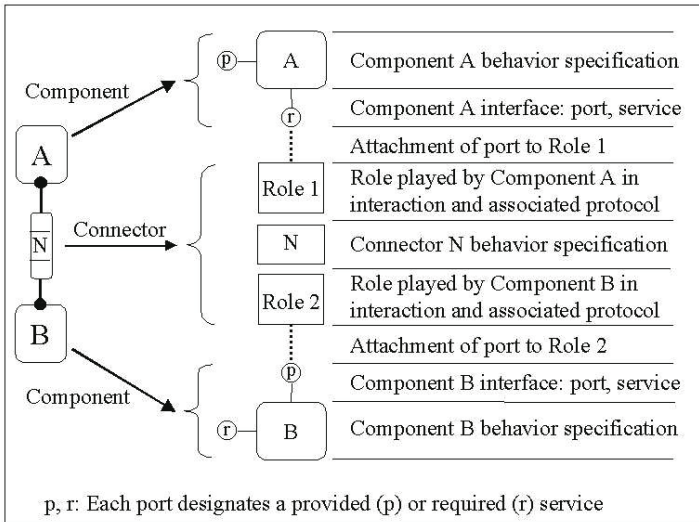 p
A
Component A behavior specification
Component
Component A interface: port, service
r
Attachment of port to Role 1
A
Role 1
Role played by Component A in
interaction and associated protocol
N
Connector
N
Connector N behavior specification
Role 2
Role played by Component B in
interaction and associated protocol
B
Attachment of port to Role 2
p
Component
Component B interface: port, service
r
B
Component B behavior specification
p, r: Each port designates a provided (p) or required (r) service